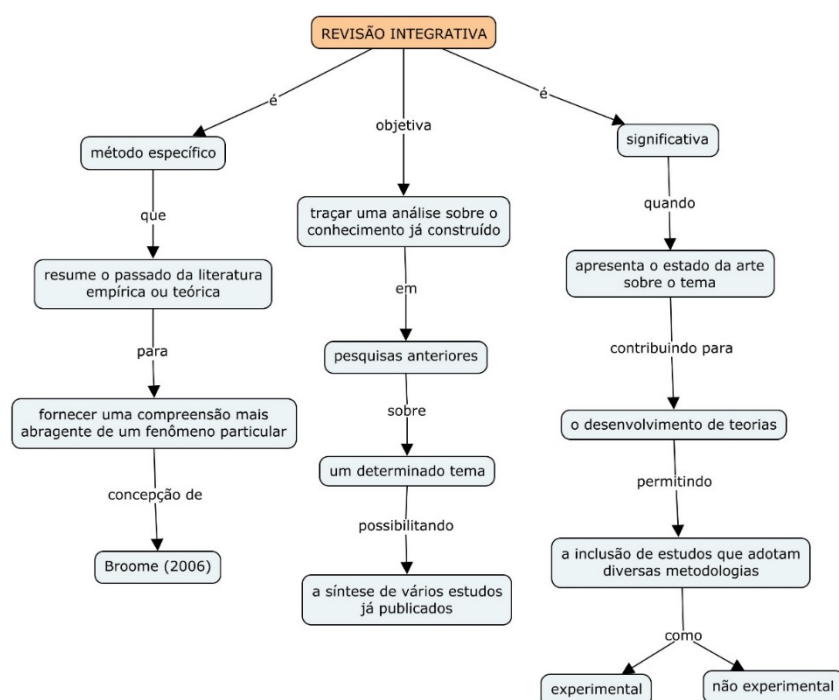 REVISÃO INTEGRATIVA
é
método específico
que
resume o passado da literatura
empírica ou teórica
para
fornecer uma compreensão mais
abragente de um fenômeno particular
concepção de
Broome (2006)
objetiva
traçar uma análise sobre o
conhecimento já construído
em
pesquisas anteriores
sobre
um determinado tema
possibilitando
a síntese de vários estudos
já publicados
é
significativa
quando
apresenta o estado da arte
sobre o tema
contribuindo para
o desenvolvimento de teorias
permitindo
a inclusão de estudos que adotam
diversas metodologias
como
experimental
não experimental